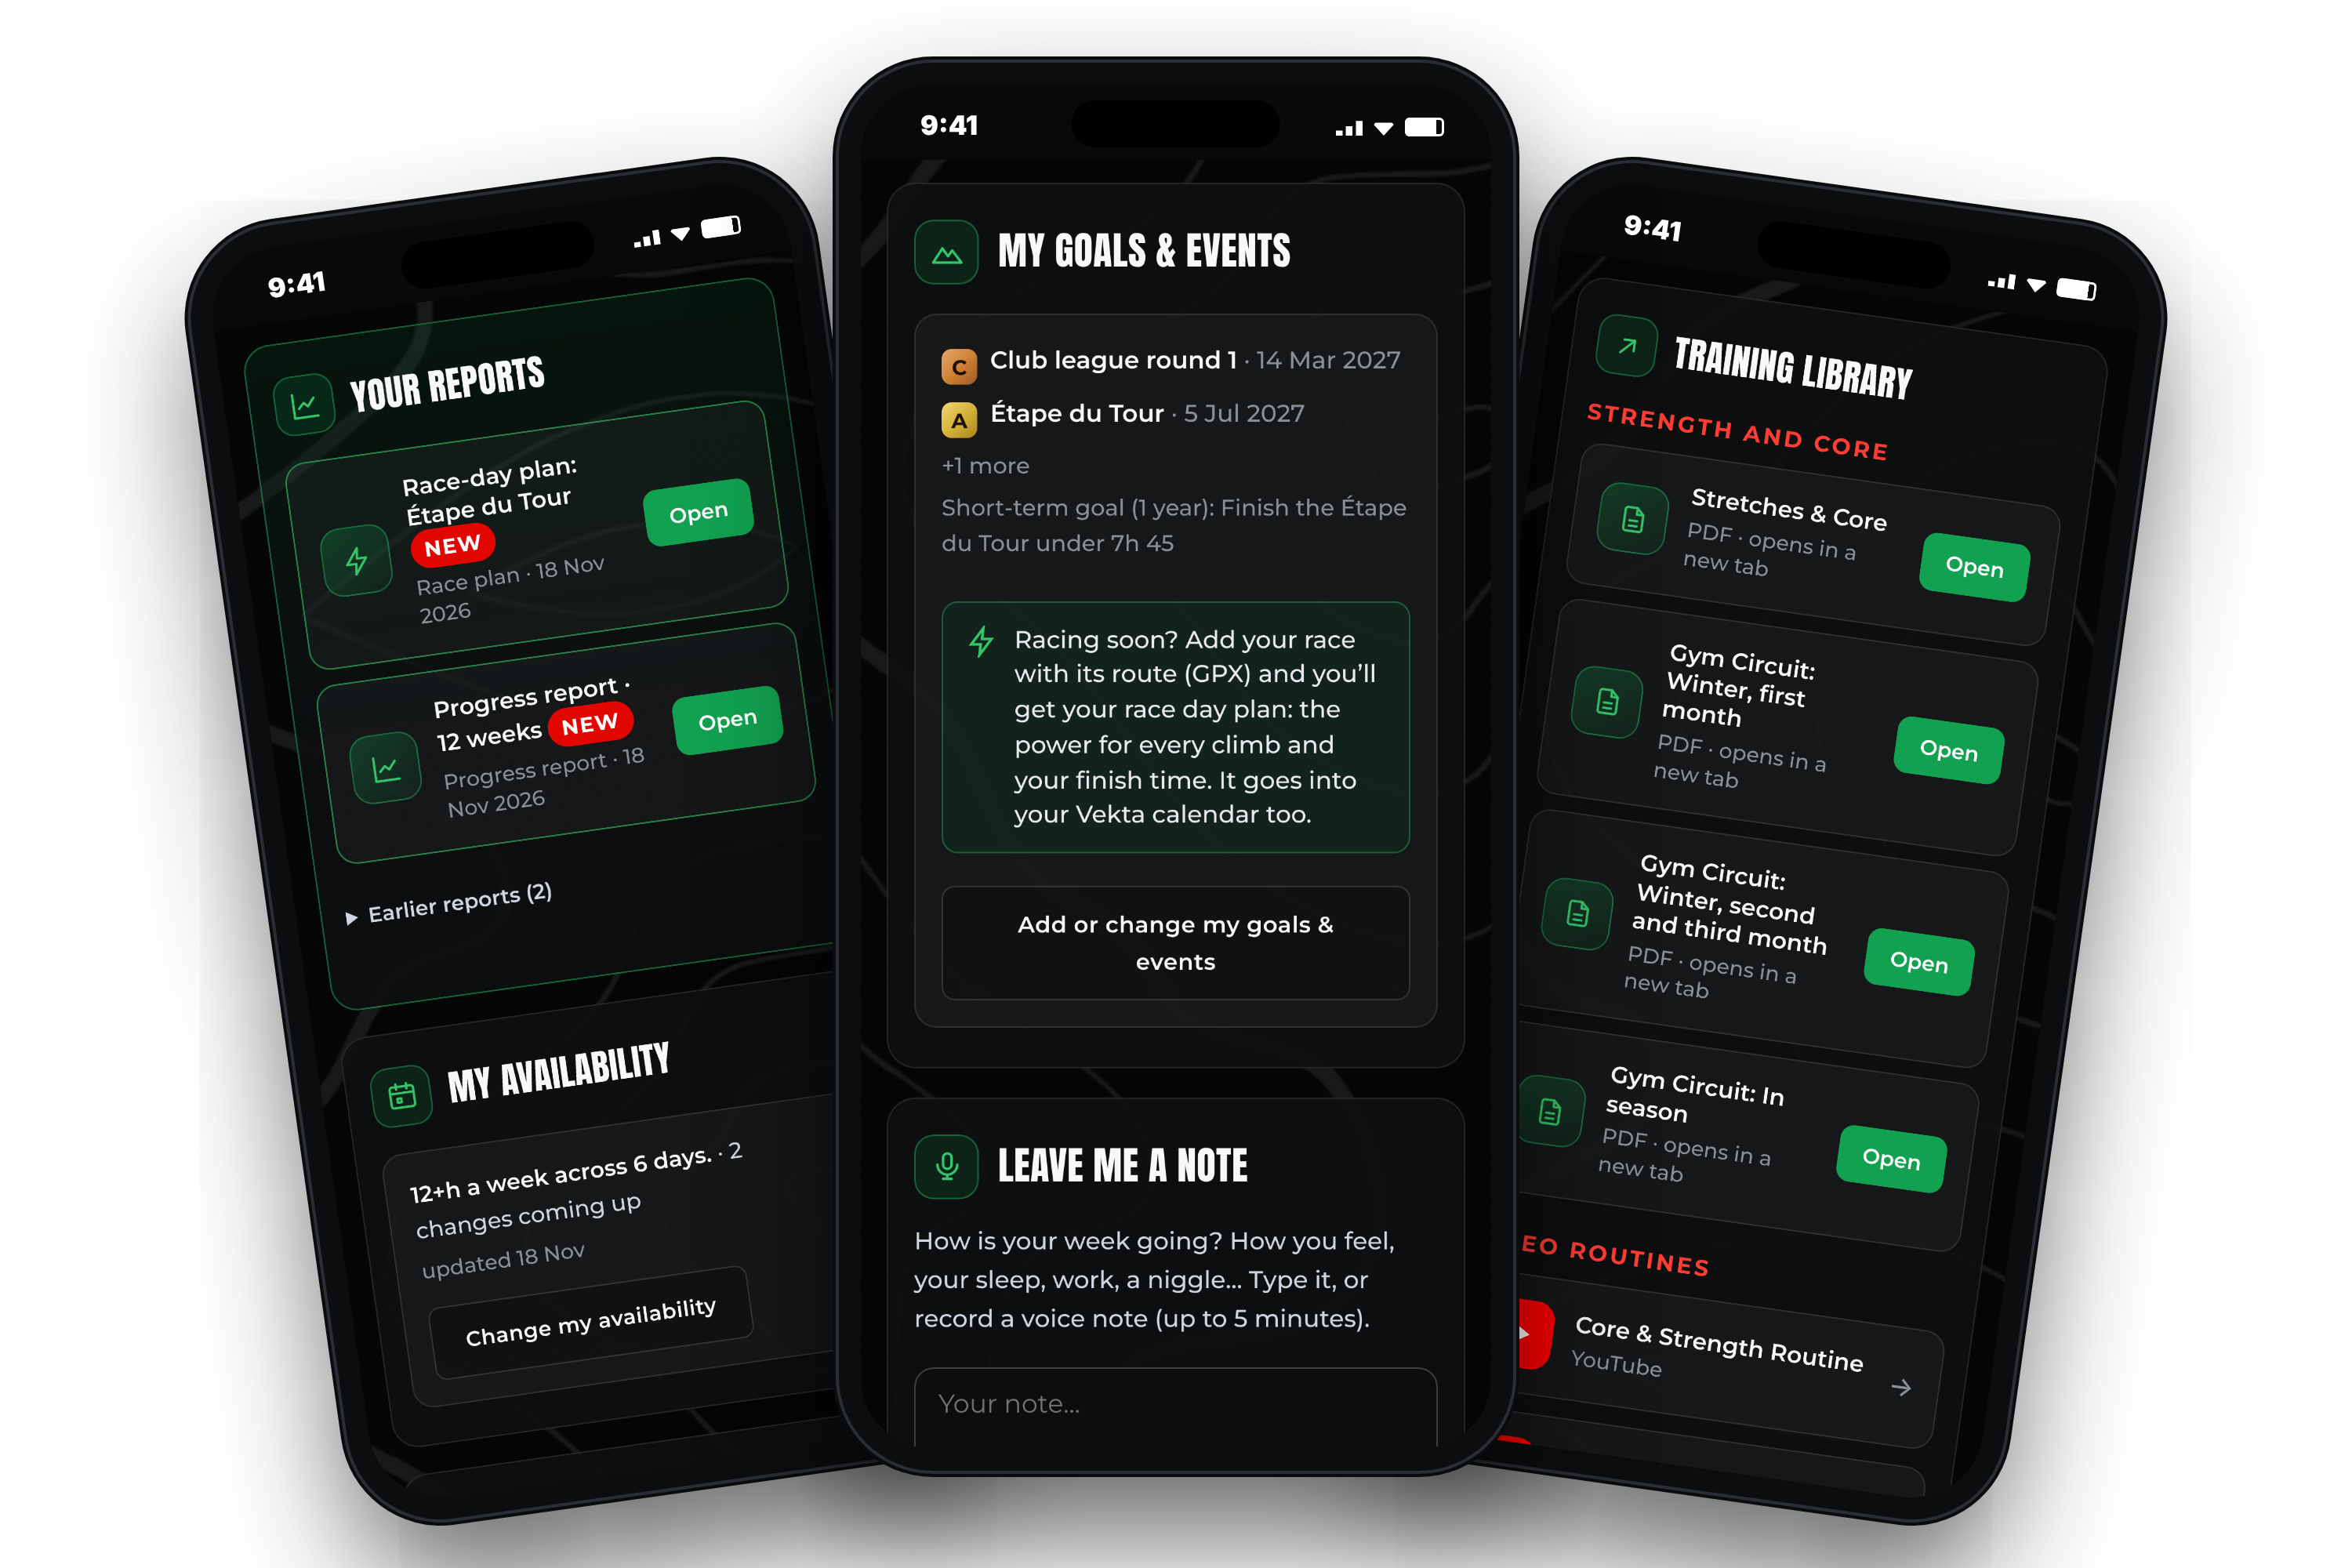 9:41
YOUR REPORTS
Race-day plan:
Étape du Tour
NEW
Race plan · 18 Nov
2026
Open
Progress report ·
12 weeks NEW
Progress report · 18
Nov 2026
Open
Earlier reports (2)
MY AVAILABILITY
12+h a week across 6 days. · 2
changes coming up
updated 18 Nov
Change my availability
9:41
MY GOALS & EVENTS
C Club league round 1 · 14 Mar 2027
A Étape du Tour · 5 Jul 2027
+1 more
Short-term goal (1 year): Finish the Étape
du Tour under 7h 45
Racing soon? Add your race
with its route (GPX) and you’ll
get your race day plan: the
power for every climb and
your finish time. It goes into
your Vekta calendar too.
Add or change my goals &
events
LEAVE ME A NOTE
How is your week going? How you feel,
your sleep, work, a niggle... Type it, or
record a voice note (up to 5 minutes).
Your note...
9:41
TRAINING LIBRARY
STRENGTH AND CORE
Stretches & Core
PDF · opens in a
new tab
Open
Gym Circuit:
Winter, first
month
PDF · opens in a
new tab
Open
Gym Circuit:
Winter, second
and third month
PDF · opens in a
new tab
Open
Gym Circuit: In
season
PDF · opens in a
new tab
Open
EO ROUTINES
Core & Strength Routine
YouTube